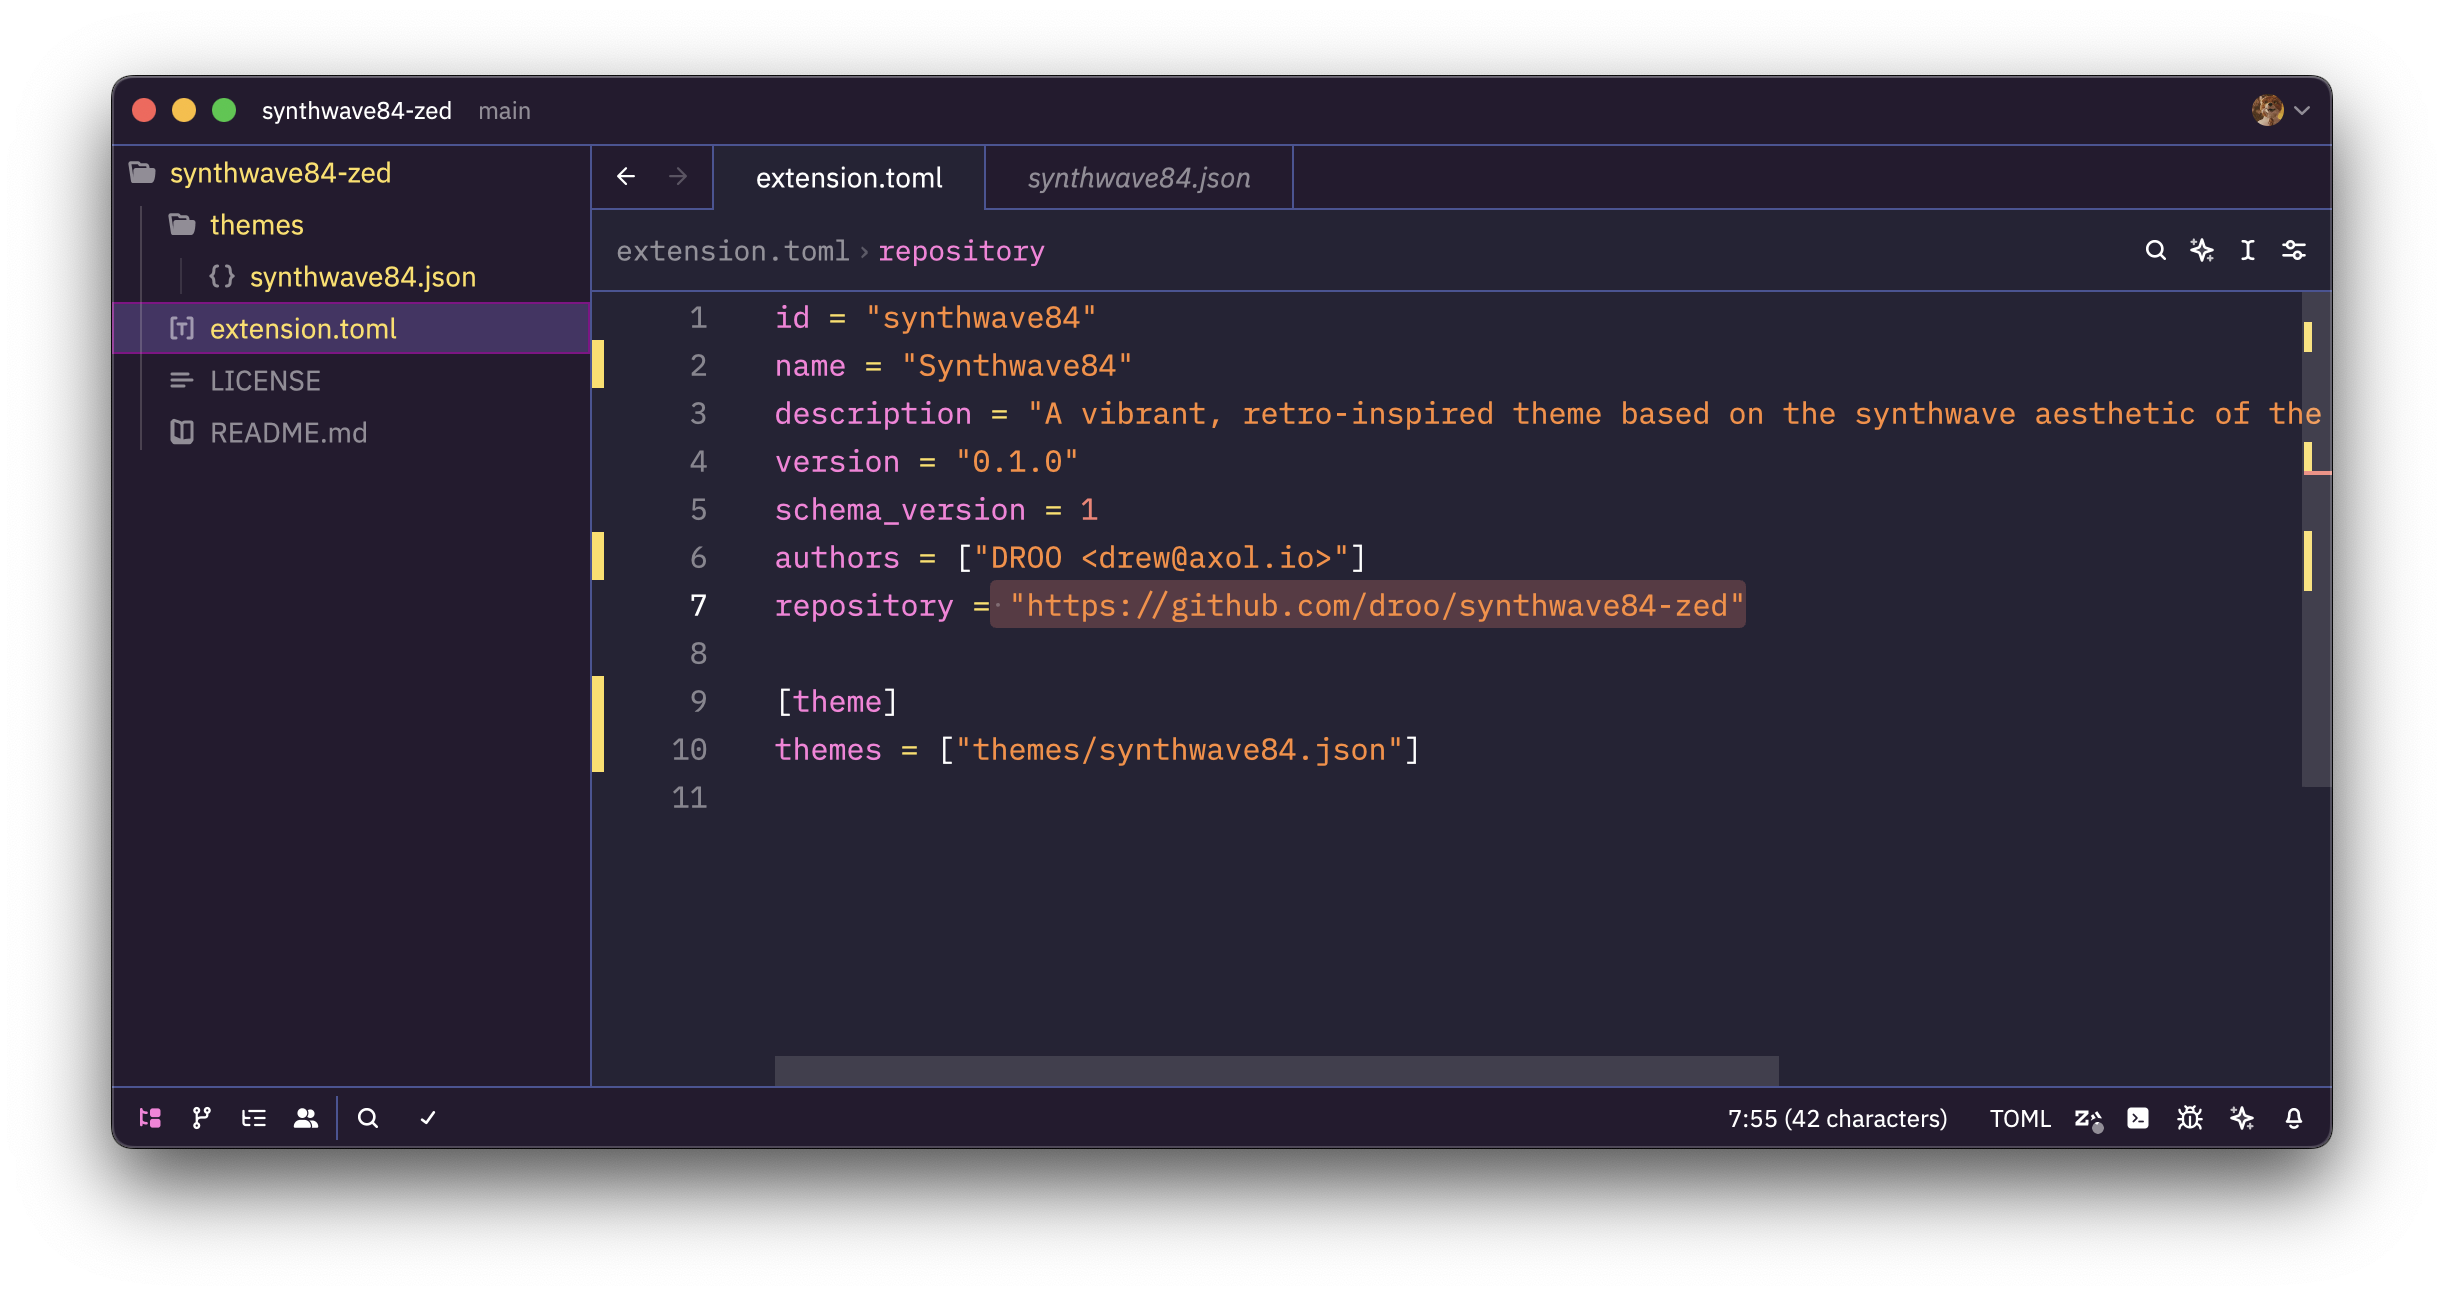 synthwave84-zed main
synthwave84-zed
themes
synthwave84.json
extension.toml
LICENSE
README.md
extension.toml synthwave84.json
extension.toml › repository
1 id = "synthwave84"
2 name = "Synthwave84"
3 description = "A vibrant, retro-inspired theme based on the synthwave aesthetic of the
4 version = "0.1.0"
5 schema_version = 1
6 authors = ["DROO <drew@axol.io>"]
7 repository = "https://github.com/droo/synthwave84-zed"
8
9 [theme]
10 themes = ["themes/synthwave84.json"]
11
7:55 (42 characters) TOML